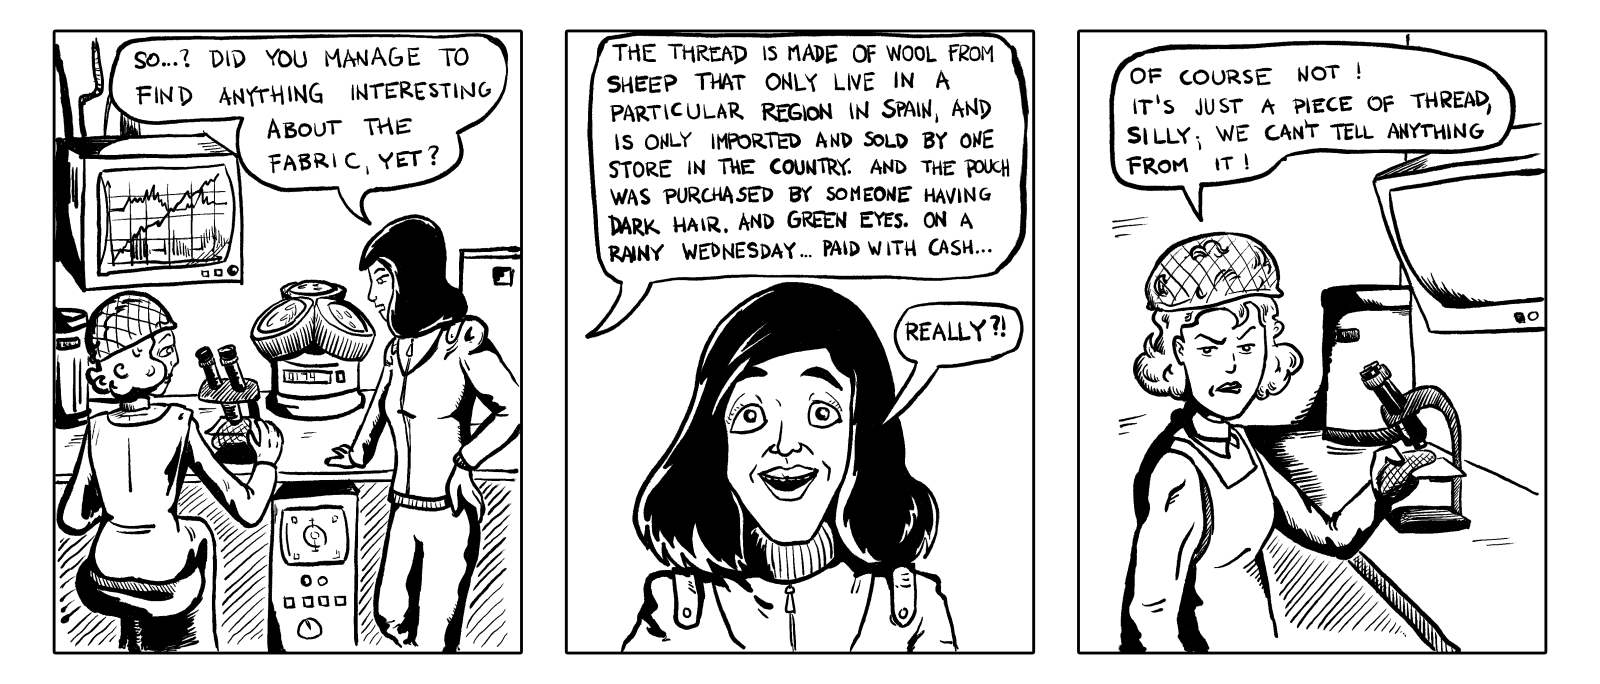 SO...? DID YOU MANAGE TO
FIND ANYTHING INTERESTING
ABOUT THE
FABRIC, YET?
THE THREAD IS MADE OF WOOL FROM
SHEEP THAT ONLY LIVE IN A
PARTICULAR REGION IN SPAIN, AND
IS ONLY IMPORTED AND SOLD BY ONE
STORE IN THE COUNTRY. AND THE POUCH
WAS PURCHASED BY SOMEONE HAVING
DARK HAIR. AND GREEN EYES. ON A
RAINY WEDNESDAY... PAID WITH CASH...
REALLY?!
OF COURSE NOT!
IT'S JUST A PIECE OF THREAD,
SILLY; WE CAN'T TELL ANYTHING
FROM IT!